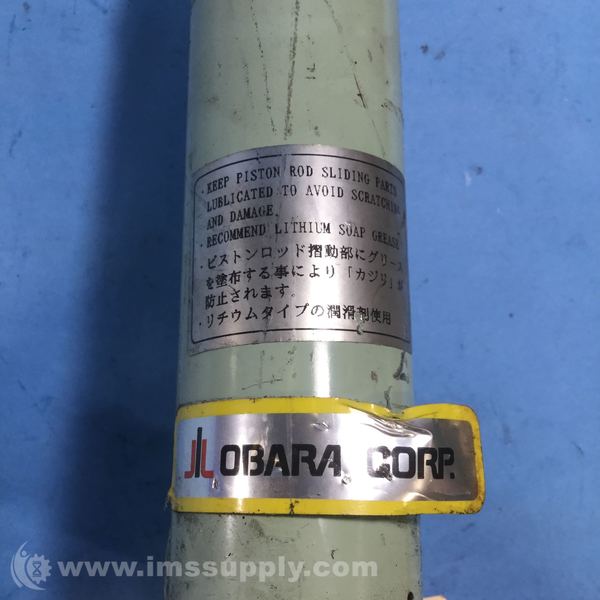 ・KEEP PISTON ROD SLIDING PARTS
LUBLICATED TO AVOID SCRATCHING
AND DAMAGE.
・RECOMMEND LITHIUM SOAP GREASE
・ピストンロッド摺動部にグリース
を塗布する事により「カジリ」が
防止されます。
・リチウムタイプの潤滑剤使用
OBARA CORP.
www.imssupply.com